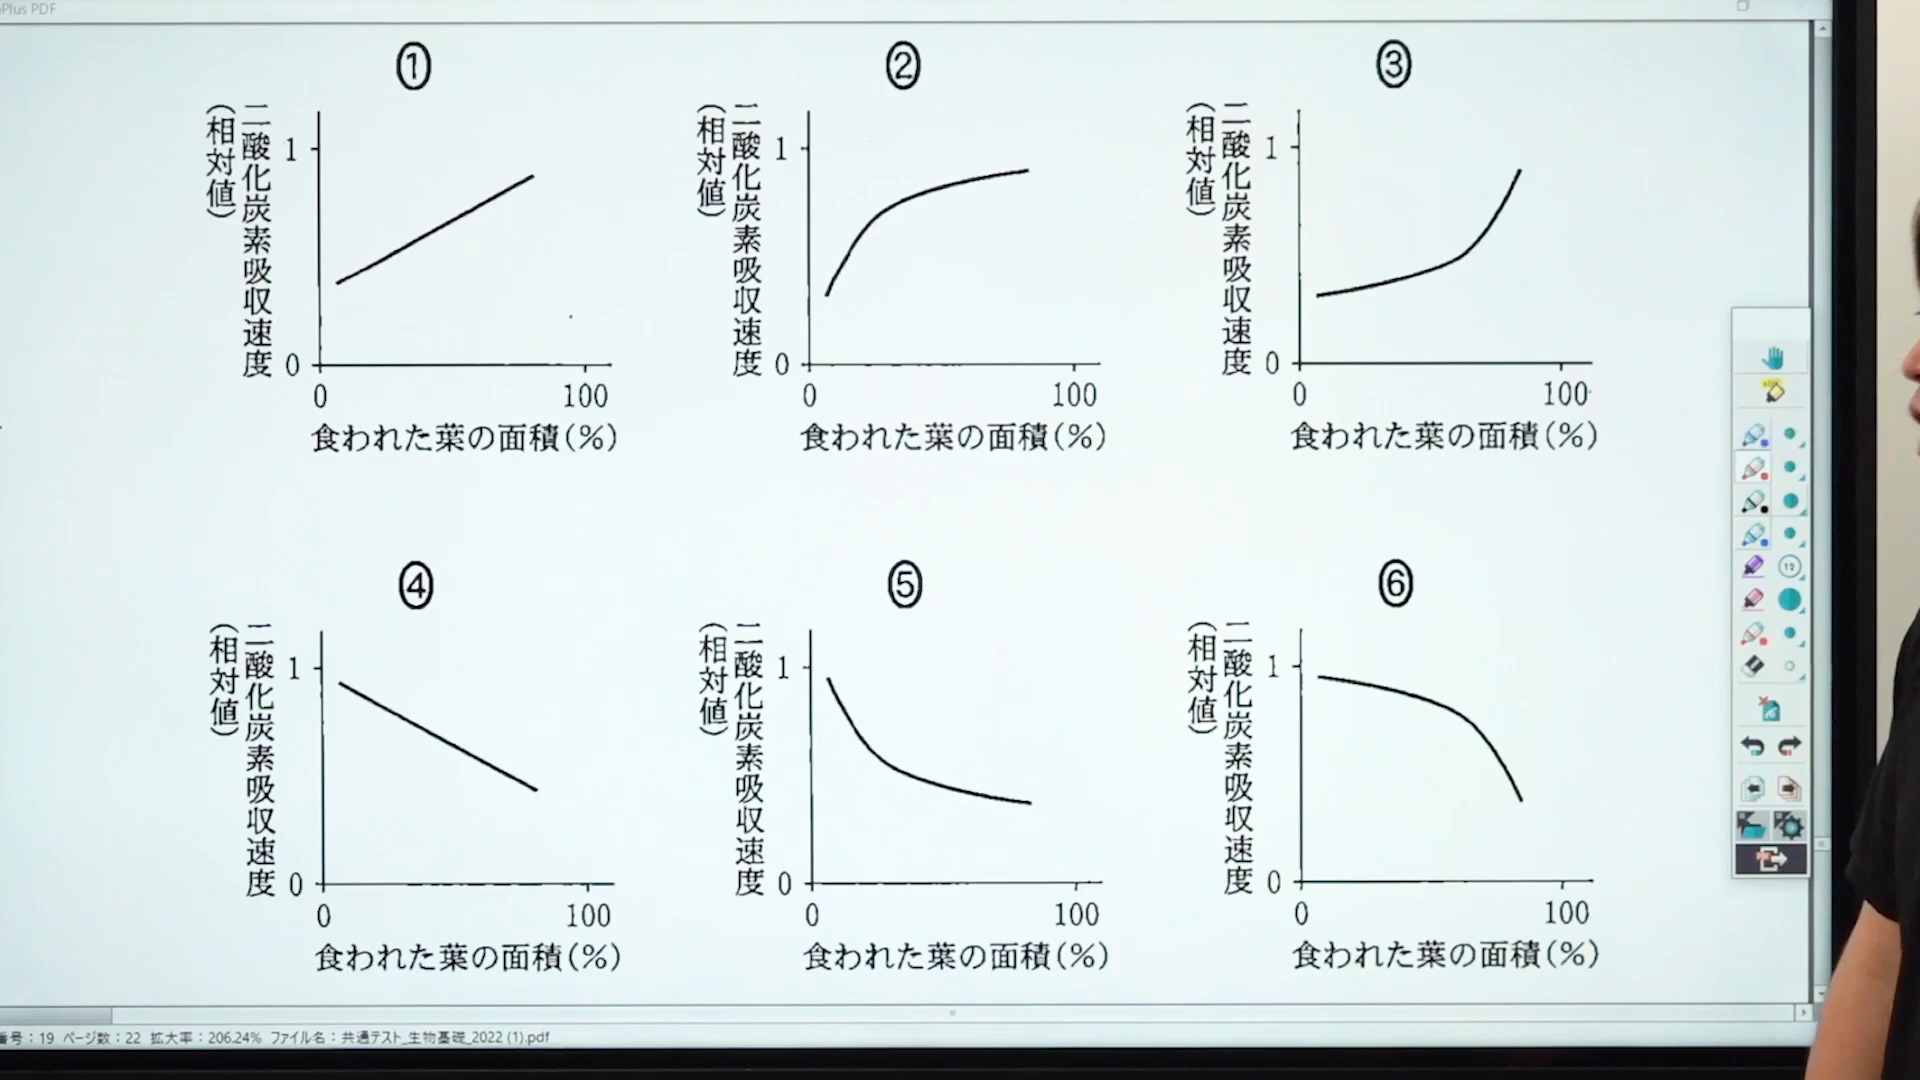 Plus PDF
①
二酸化炭素吸収速度
(相対値)
1
0
0
100
食われた葉の面積(%)
②
二酸化炭素吸収速度
(相対値)
1
0
0
100
食われた葉の面積(%)
③
二酸化炭素吸収速度
(相対値)
1
0
0
100
食われた葉の面積(%)
④
二酸化炭素吸収速度
(相対値)
1
0
0
100
食われた葉の面積(%)
⑤
二酸化炭素吸収速度
(相対値)
1
0
0
100
食われた葉の面積(%)
⑥
二酸化炭素吸収速度
(相対値)
1
0
0
100
食われた葉の面積(%)
12
番号:19 ページ数:22 拡大率:206.24% ファイル名:共通テスト_生物基礎_2022 (1).pdf